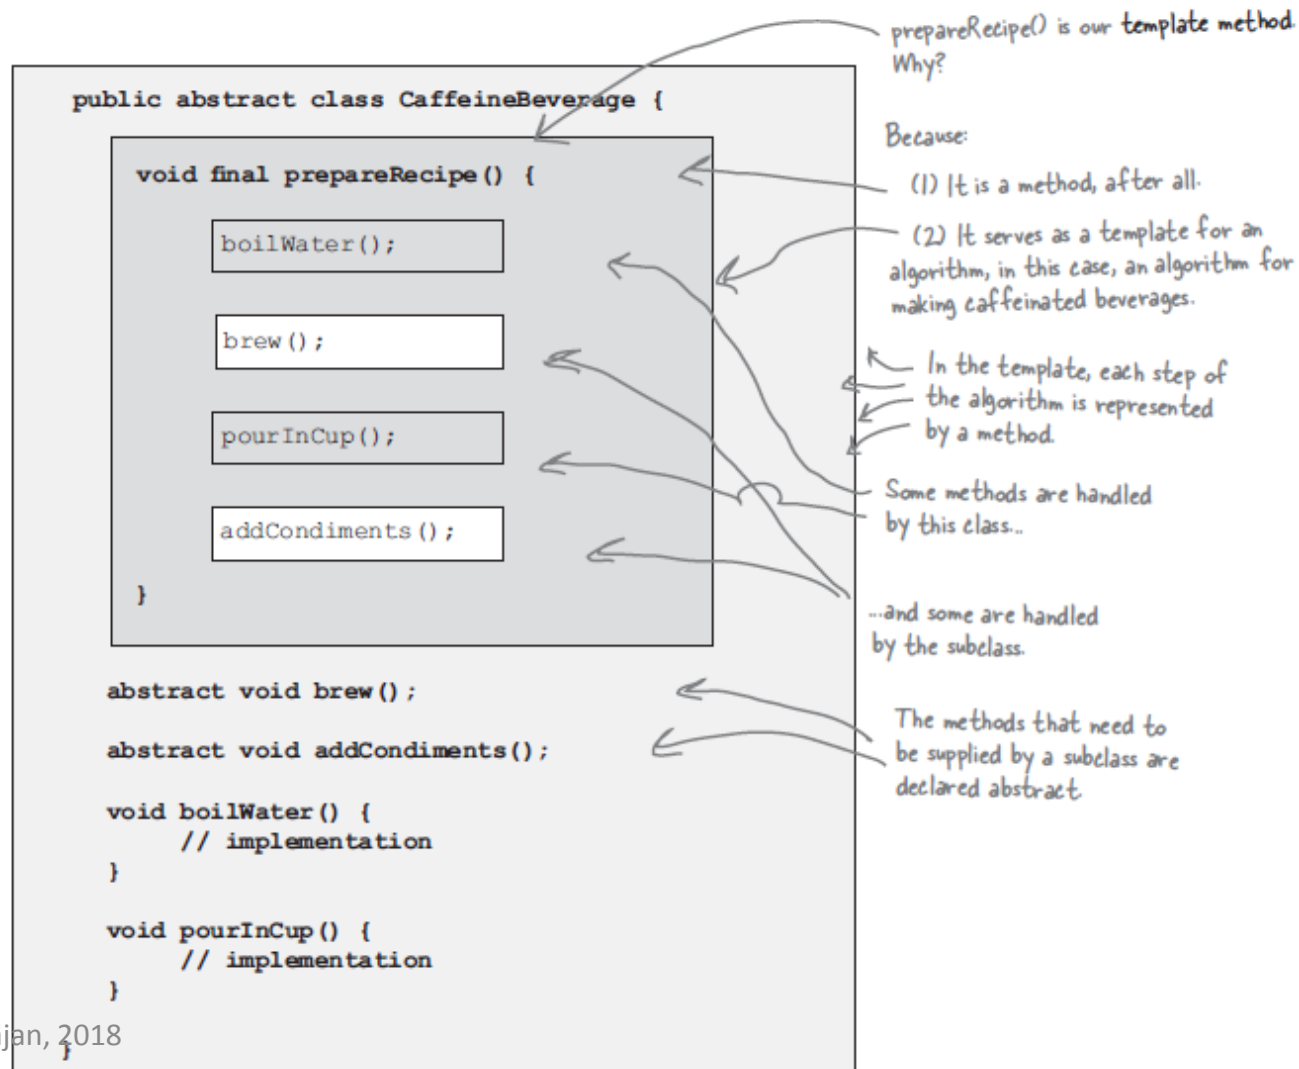 prepareRecipe() is our template method.
Why?
public abstract class CaffeineBeverage {
Because:
void final prepareRecipe() {
(1) It is a method, after all.
boilWater();
(2) It serves as a template for an
algorithm, in this case, an algorithm for
making caffeinated beverages.
brew();
In the template, each step of
the algorithm is represented
by a method.
pourInCup();
Some methods are handled
by this class...
addCondiments();
}
...and some are handled
by the subclass.
abstract void brew();
The methods that need to
be supplied by a subclass are
declared abstract.
abstract void addCondiments();
void boilWater() {
// implementation
}
void pourInCup() {
// implementation
}
jan, 2018
}